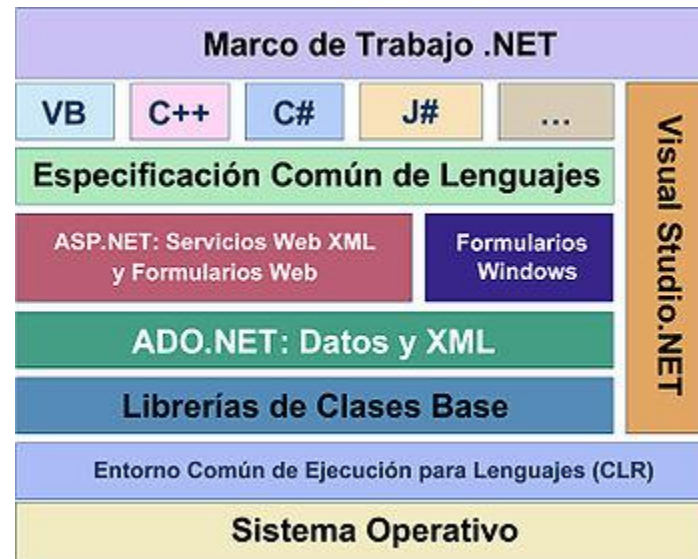 Marco de Trabajo .NET
VB
C++
C#
J#
...
Visual Studio.NET
Especificación Común de Lenguajes
ASP.NET: Servicios Web XML
y Formularios Web
Formularios
Windows
ADO.NET: Datos y XML
Librerías de Clases Base
Entorno Común de Ejecución para Lenguajes (CLR)
Sistema Operativo